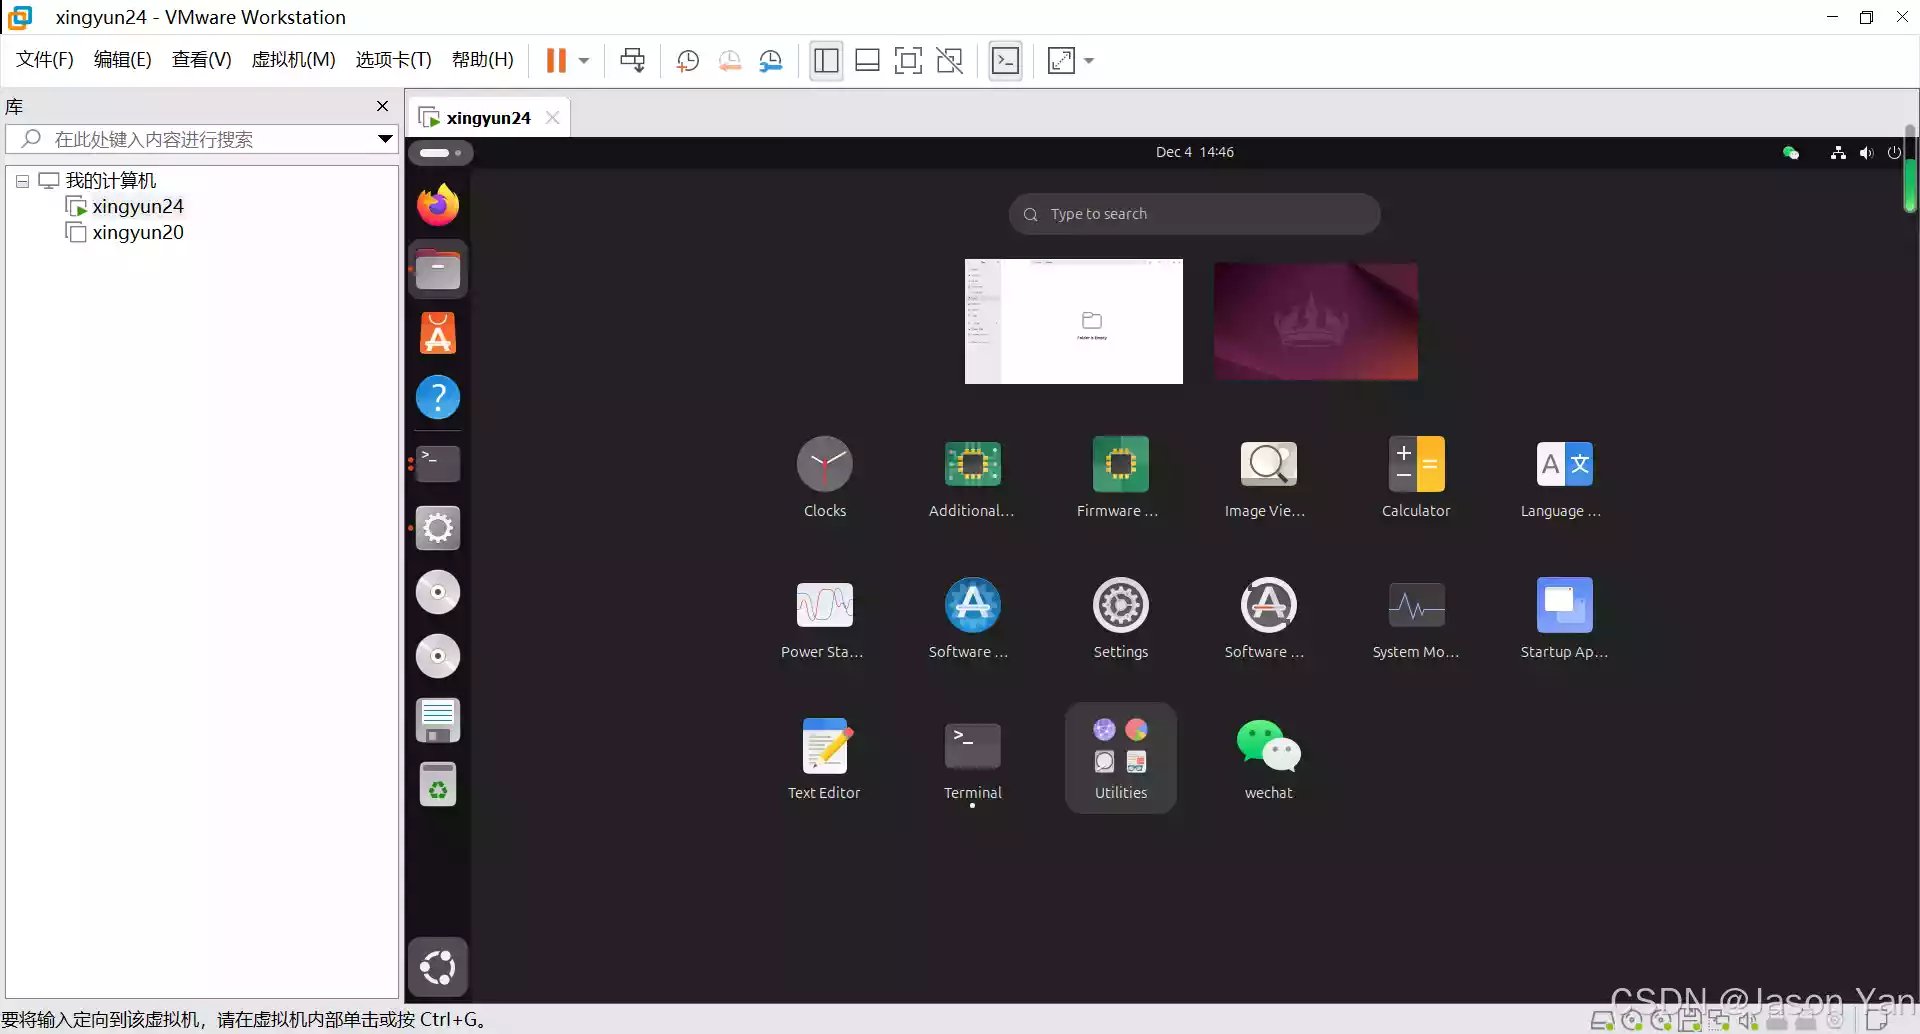 xingyun24 - VMware Workstation
文件(F) 编辑(E) 查看(V) 虚拟机(M) 选项卡(T) 帮助(H)
库
在此处键入内容进行搜索
我的计算机
xingyun24
xingyun20
xingyun24
Dec 4 14:46
Type to search
Folder is Empty
Clocks
Additional...
Firmware ...
Image Vie...
Calculator
Language ...
Power Sta...
Software ...
Settings
Software ...
System Mo...
Startup Ap...
Text Editor
Terminal
Utilities
wechat
CSDN @Jason Yan
要将输入定向到该虚拟机，请在虚拟机内部单击或按 Ctrl+G。